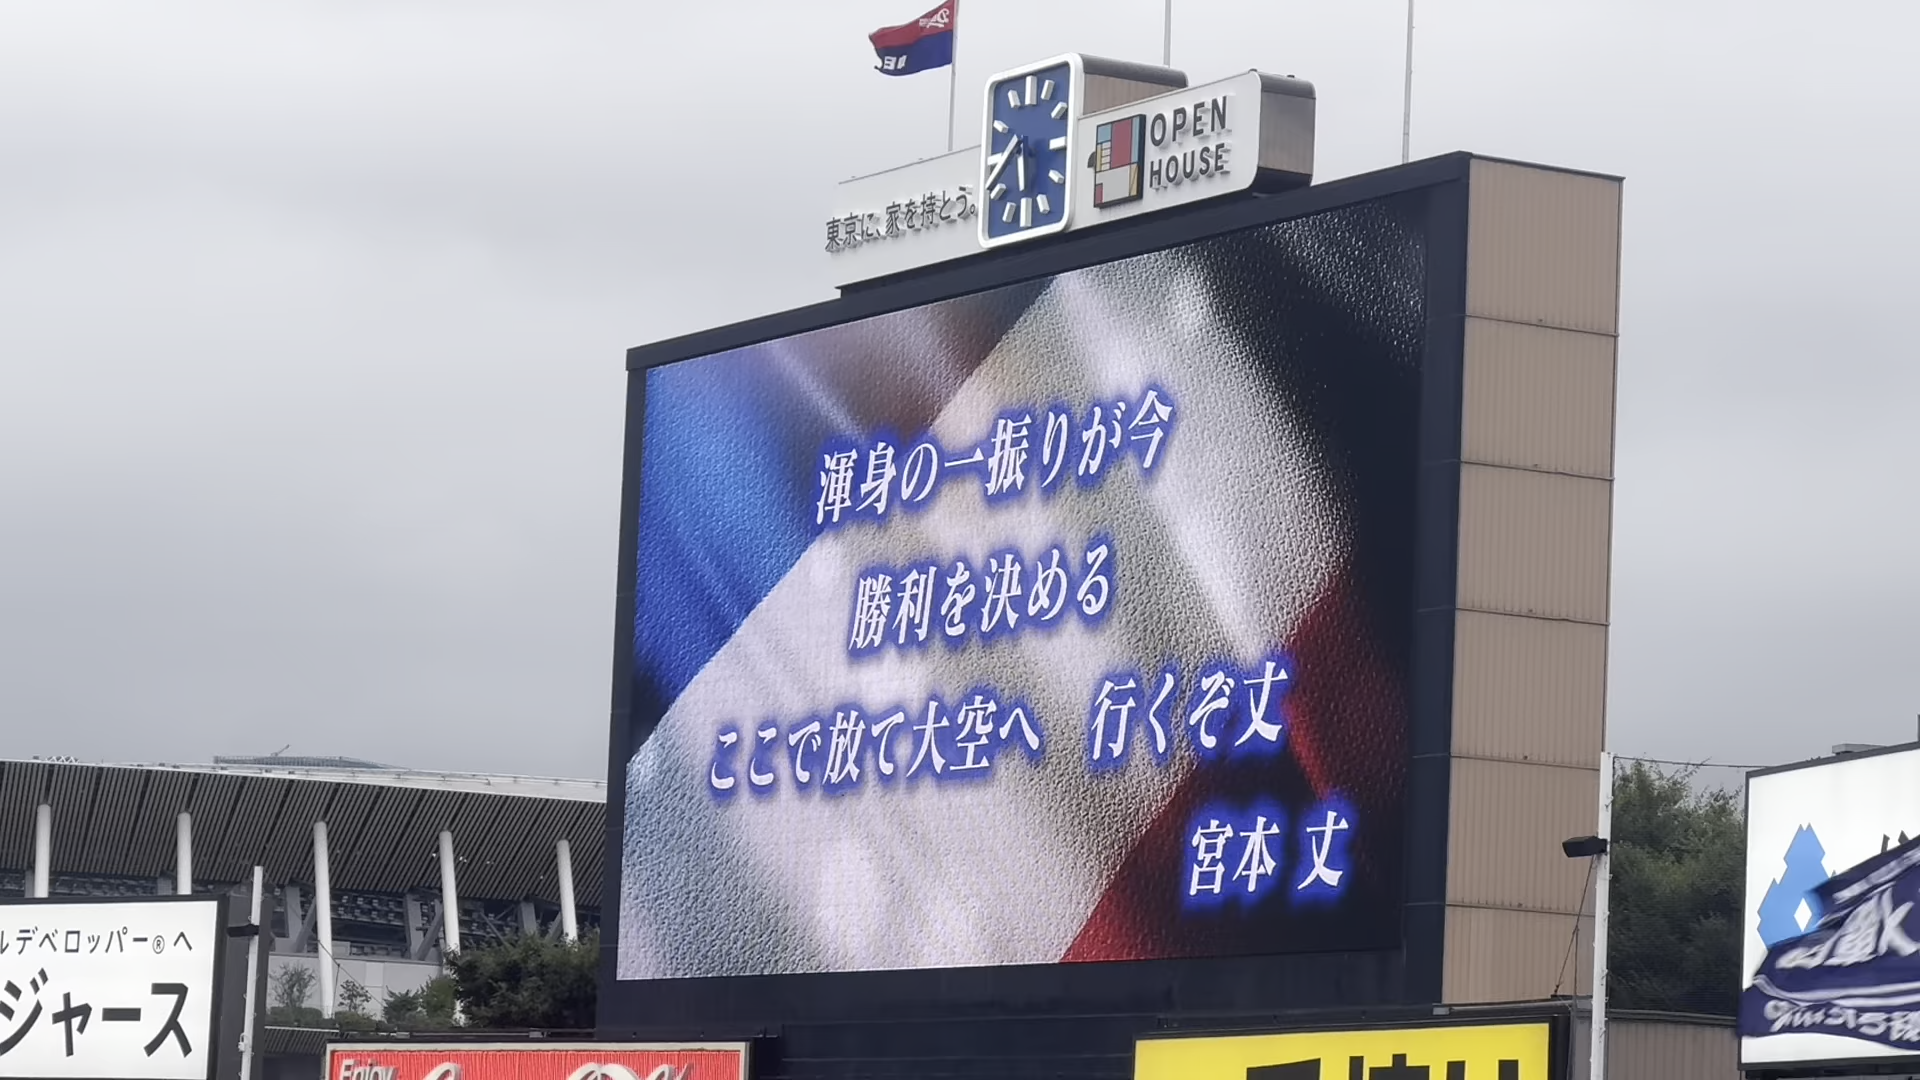 OPEN
HOUSE
東京に、家を持とう。
渾身の一振りが今
勝利を決める
ここで放て大空へ 行くぞ丈
宮本 丈
ルデベロッパー®へ
ジャース
Enjoy